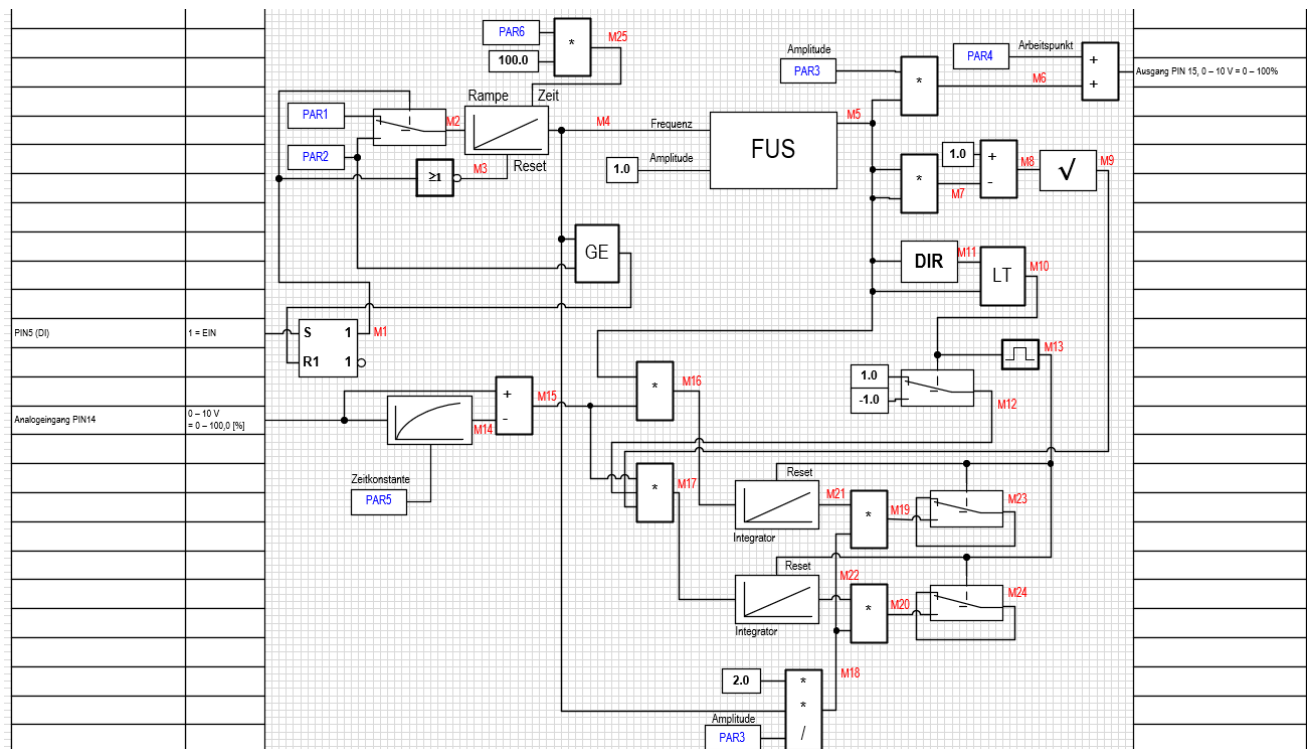 PAR6
*
M25
100.0
Rampe
Zeit
PAR1
M2
PAR2
≥1
M3
Reset
M4
Frequenz
Amplitude
1.0
FUS
M5
Amplitude
PAR3
*
M6
PAR4
Arbeitspunkt
+
+
Ausgang PIN 15, 0 – 10 V = 0 – 100%
*
M7
1.0
+
-
M8
√
M9
GE
DIR
M11
LT
M10
PIN5 (DI)
1 = EIN
S 1
R1 1
M1
M13
1.0
-1.0
M12
Analogeingang PIN14
0 – 10 V
= 0 – 100,0 [%]
M14
+
-
M15
*
M16
Zeitkonstante
PAR5
*
M17
Reset
M21
Integrator
*
M19
M23
Reset
M22
Integrator
*
M20
M24
2.0
Amplitude
PAR3
*
*
/
M18